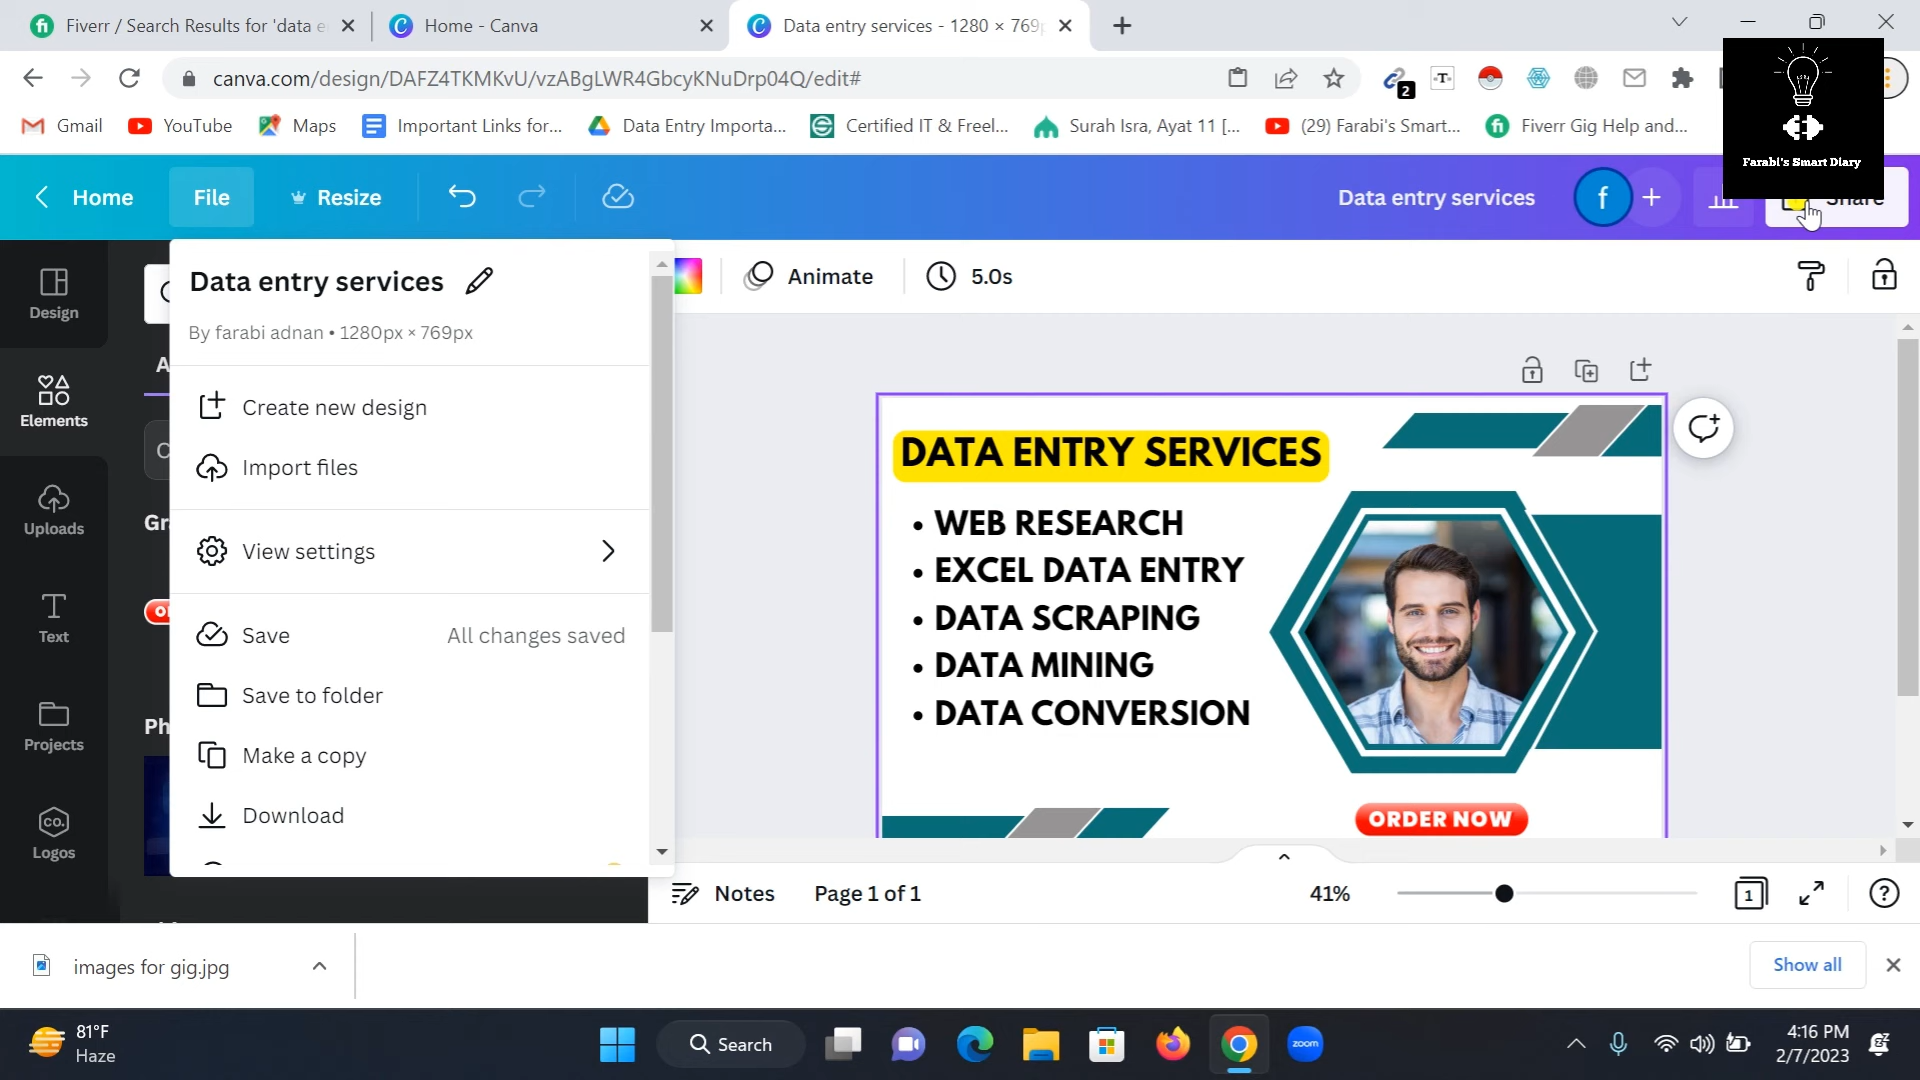 Fiverr / Search Results for 'data e
Home - Canva
Data entry services - 1280 × 769p
canva.com/design/DAFZ4TKMKvU/vzABgLWR4GbcyKNuDrp04Q/edit#
2
T
Gmail
YouTube
Maps
Important Links for...
Data Entry Importa...
Certified IT & Freel...
Surah Isra, Ayat 11 [...
(29) Farabi's Smart...
Fiverr Gig Help and...
Farabi's Smart Diary
Home
File
Resize
Data entry services
f
Share
Design
Elements
Uploads
Text
Projects
CO.
Logos
Data entry services
By farabi adnan • 1280px × 769px
Create new design
Import files
View settings
Save
All changes saved
Save to folder
Make a copy
Download
Animate
5.0s
DATA ENTRY SERVICES
• WEB RESEARCH
• EXCEL DATA ENTRY
• DATA SCRAPING
• DATA MINING
• DATA CONVERSION
ORDER NOW
Notes
Page 1 of 1
41%
1
images for gig.jpg
Show all
81°F
Haze
Search
zoom
4:16 PM
2/7/2023